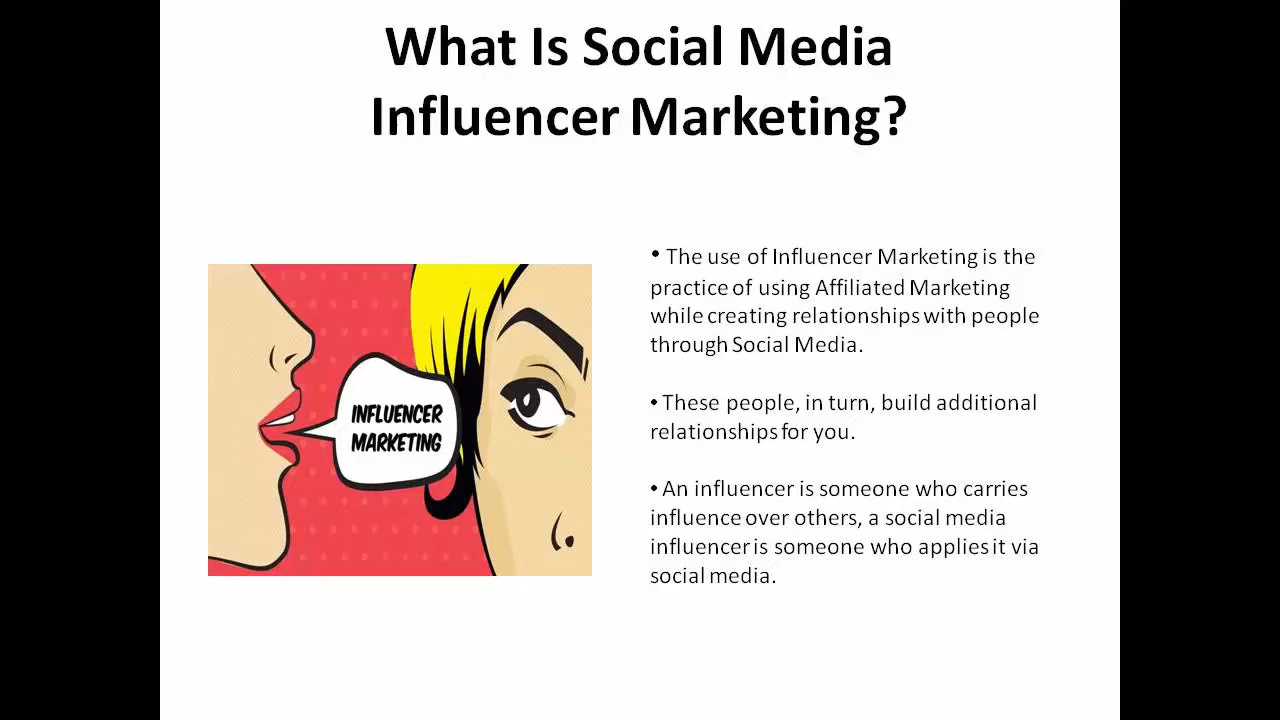 What Is Social Media
Influencer Marketing?
INFLUENCER
MARKETING
• The use of Influencer Marketing is the
practice of using Affiliated Marketing
while creating relationships with people
through Social Media.
• These people, in turn, build additional
relationships for you.
• An influencer is someone who carries
influence over others, a social media
influencer is someone who applies it via
social media.